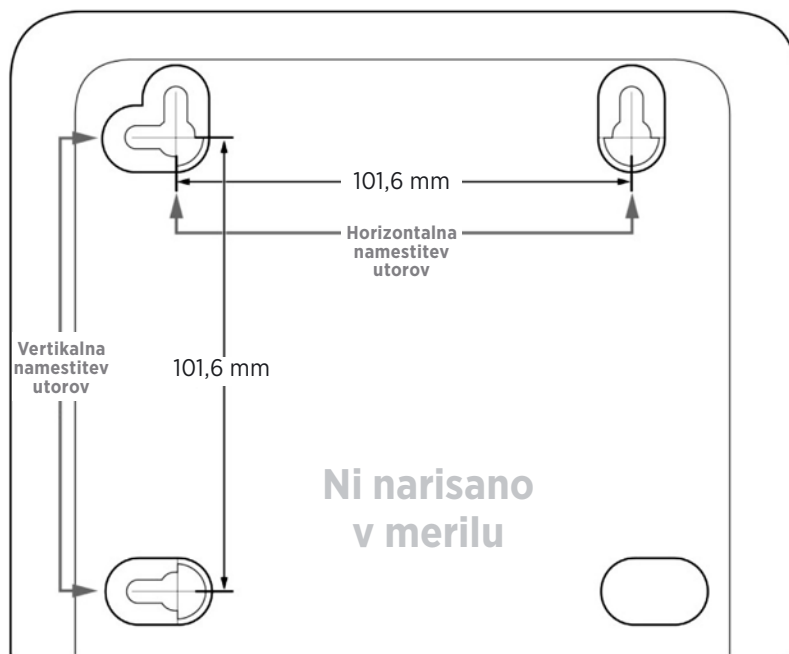 101,6 mm
Horizontalna
namestitev
utorov
Vertikalna
namestitev
utorov
101,6 mm
Ni narisano
v merilu